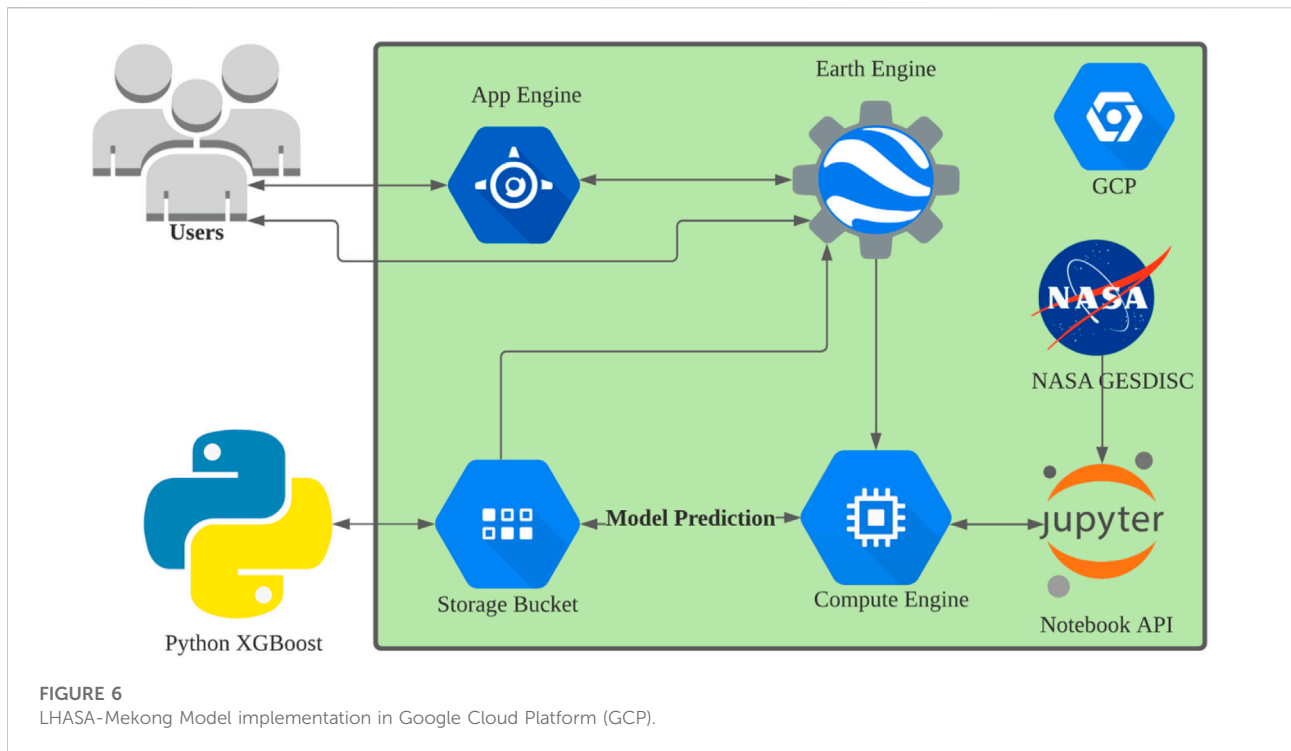 Earth Engine
App Engine
GCP
Users
NASA
NASA GESDISC
Model Prediction
jupyter
Storage Bucket
Compute Engine
Notebook API
Python XGBoost
FIGURE 6
LHASA-Mekong Model implementation in Google Cloud Platform (GCP).